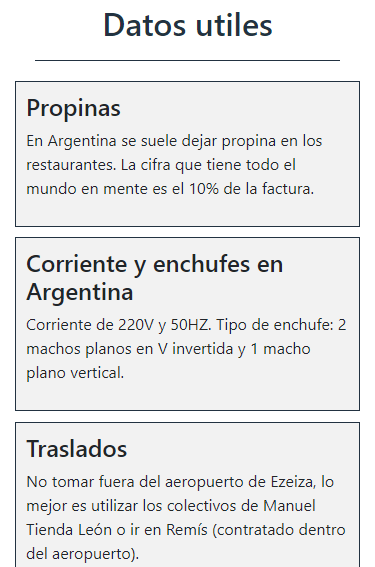 Datos utiles
Propinas
En Argentina se suele dejar propina en los
restaurantes. La cifra que tiene todo el
mundo en mente es el 10% de la factura.
Corriente y enchufes en
Argentina
Corriente de 220V y 50HZ. Tipo de enchufe: 2
machos planos en V invertida y 1 macho
plano vertical.
Traslados
No tomar fuera del aeropuerto de Ezeiza, lo
mejor es utilizar los colectivos de Manuel
Tienda León o ir en Remís (contratado dentro
del aeropuerto).